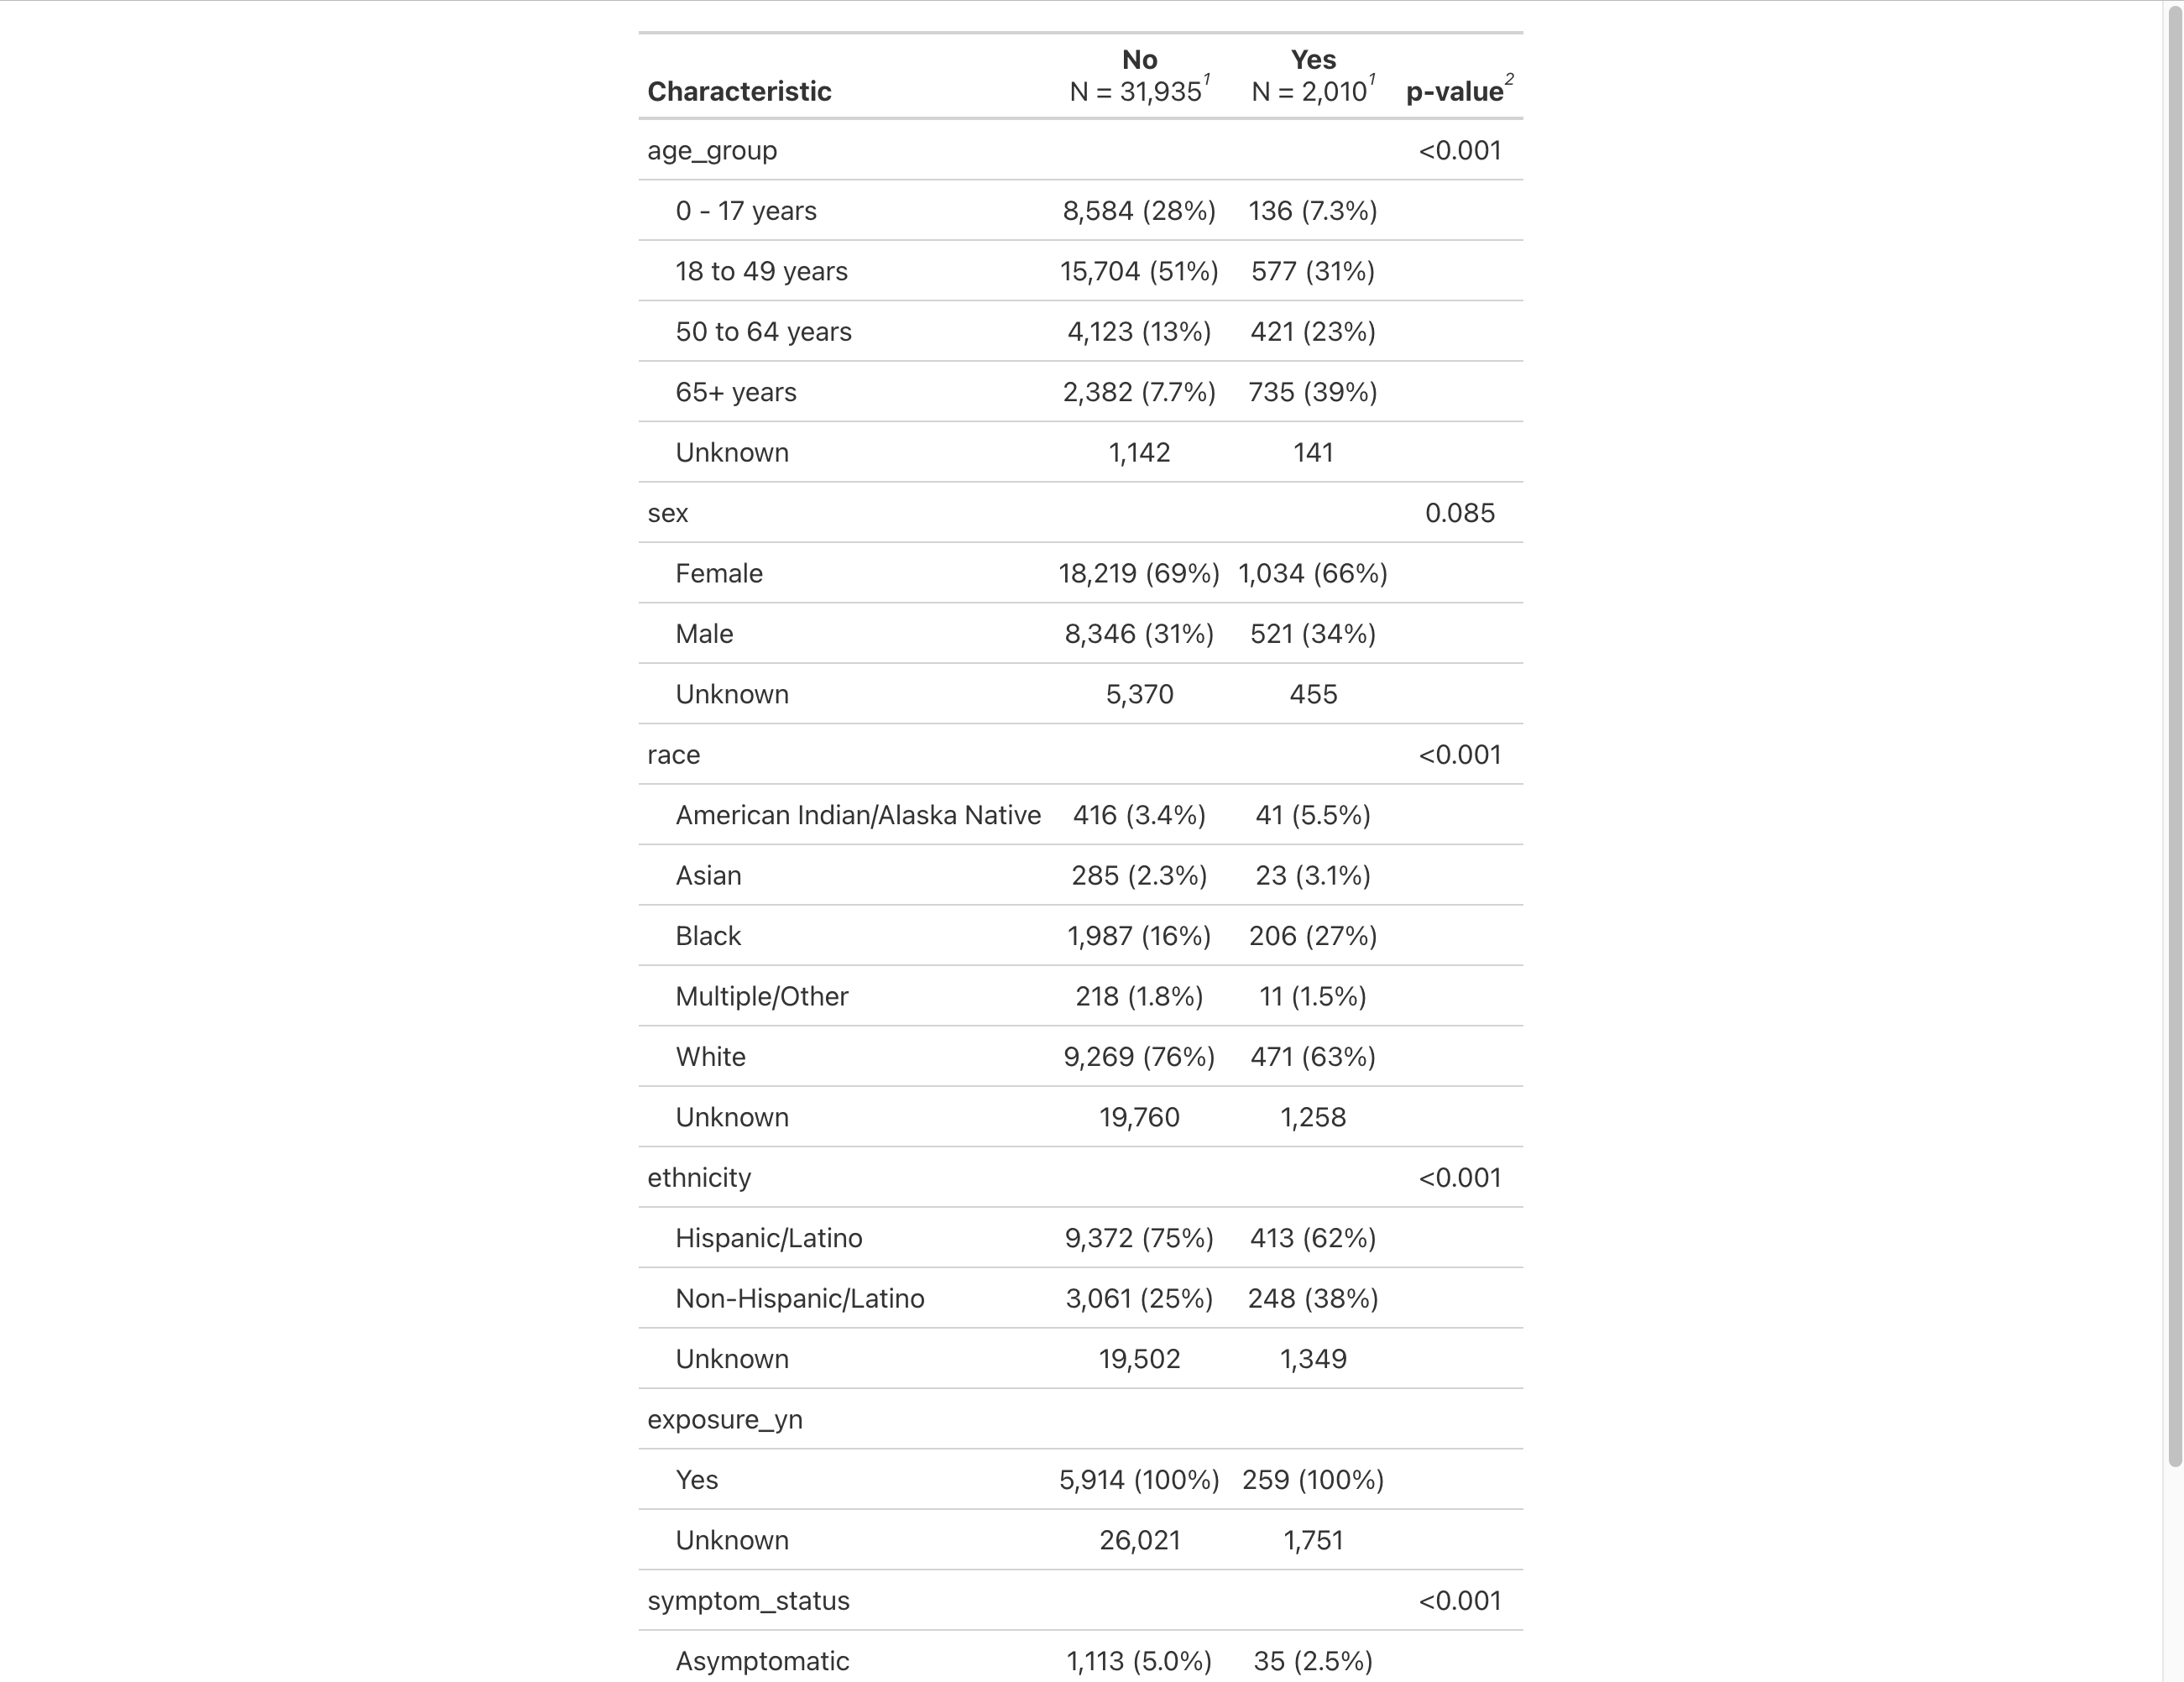 Characteristic No N = 31,935¹ Yes N = 2,010¹ p-value²
age_group <0.001
0 - 17 years 8,584 (28%) 136 (7.3%)
18 to 49 years 15,704 (51%) 577 (31%)
50 to 64 years 4,123 (13%) 421 (23%)
65+ years 2,382 (7.7%) 735 (39%)
Unknown 1,142 141
sex 0.085
Female 18,219 (69%) 1,034 (66%)
Male 8,346 (31%) 521 (34%)
Unknown 5,370 455
race <0.001
American Indian/Alaska Native 416 (3.4%) 41 (5.5%)
Asian 285 (2.3%) 23 (3.1%)
Black 1,987 (16%) 206 (27%)
Multiple/Other 218 (1.8%) 11 (1.5%)
White 9,269 (76%) 471 (63%)
Unknown 19,760 1,258
ethnicity <0.001
Hispanic/Latino 9,372 (75%) 413 (62%)
Non-Hispanic/Latino 3,061 (25%) 248 (38%)
Unknown 19,502 1,349
exposure_yn
Yes 5,914 (100%) 259 (100%)
Unknown 26,021 1,751
symptom_status <0.001
Asymptomatic 1,113 (5.0%) 35 (2.5%)